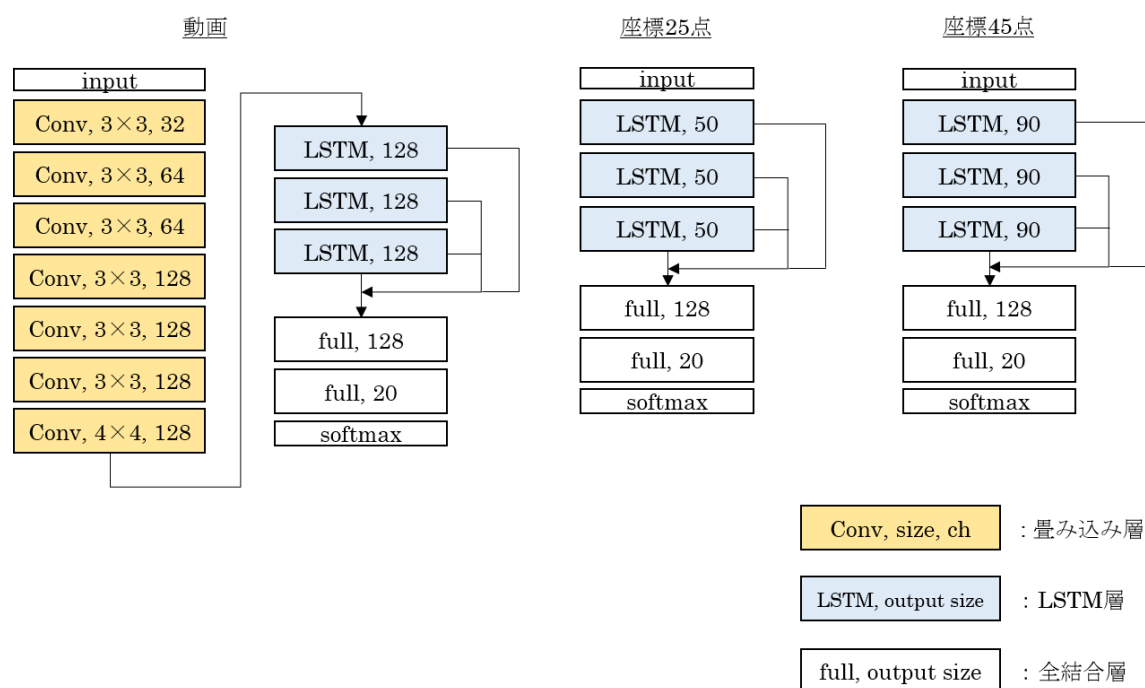 動画
input
Conv, 3×3, 32
Conv, 3×3, 64
Conv, 3×3, 64
Conv, 3×3, 128
Conv, 3×3, 128
Conv, 3×3, 128
Conv, 4×4, 128
LSTM, 128
LSTM, 128
LSTM, 128
full, 128
full, 20
softmax
座標25点
input
LSTM, 50
LSTM, 50
LSTM, 50
full, 128
full, 20
softmax
座標45点
input
LSTM, 90
LSTM, 90
LSTM, 90
full, 128
full, 20
softmax
Conv, size, ch : 畳み込み層
LSTM, output size : LSTM層
full, output size : 全結合層